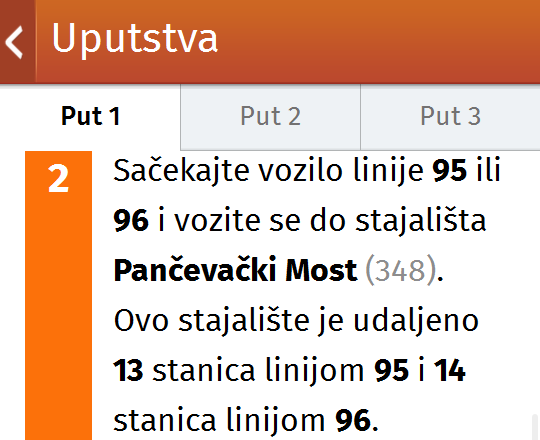 Uputstva
Put 1 Put 2 Put 3
2
Sačekajte vozilo linije 95 ili
96 i vozite se do stajališta
Pančevački Most (348).
Ovo stajalište je udaljeno
13 stanica linijom 95 i 14
stanica linijom 96.